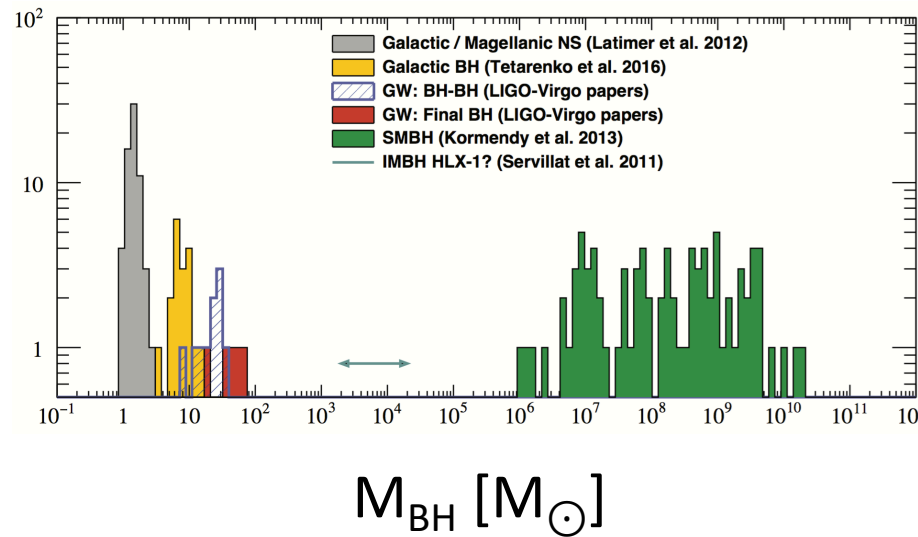 10²
Galactic / Magellanic NS (Latimer et al. 2012)
Galactic BH (Tetarenko et al. 2016)
GW: BH-BH (LIGO-Virgo papers)
GW: Final BH (LIGO-Virgo papers)
SMBH (Kormendy et al. 2013)
IMBH HLX-1? (Servillat et al. 2011)
10
1
10⁻¹ 1 10 10² 10³ 10⁴ 10⁵ 10⁶ 10⁷ 10⁸ 10⁹ 10¹⁰ 10¹¹ 10
M_BH [M_⊙]